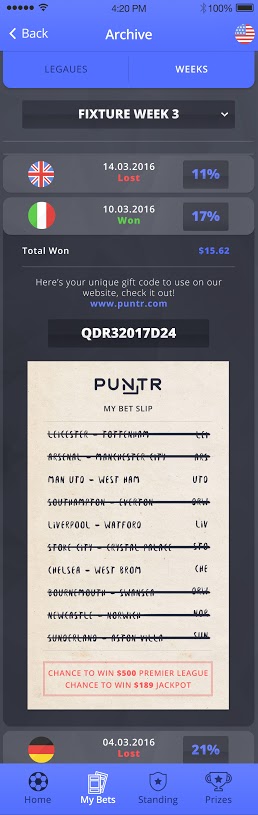 4:20 PM 100%
Back Archive
LEGAUES WEEKS
FIXTURE WEEK 3
14.03.2016
Lost
11%
10.03.2016
Won
17%
Total Won $15.62
Here's your unique gift code to use on our
website, check it out!
www.puntr.com
QDR32017D24
PUNTR
MY BET SLIP
LEICESTER - TOTTENHAM LEI
ARSENAL - MANCHESTER CITY ARS
MAN UTD - WEST HAM UTD
SOUTHAMPTON - EVERTON DRW
LIVERPOOL - WATFORD LIV
STOKE CITY - CRYSTAL PALACE STO
CHELSEA - WEST BROM CHE
BOURNEMOUTH - SWANSEA DRW
NEWCASTLE - NORWICH NOR
SUNDERLAND - ASTON VILLA SUN
CHANCE TO WIN $500 PREMIER LEAGUE
CHANCE TO WIN $189 JACKPOT
04.03.2016
Lost
21%
Home My Bets Standing Prizes